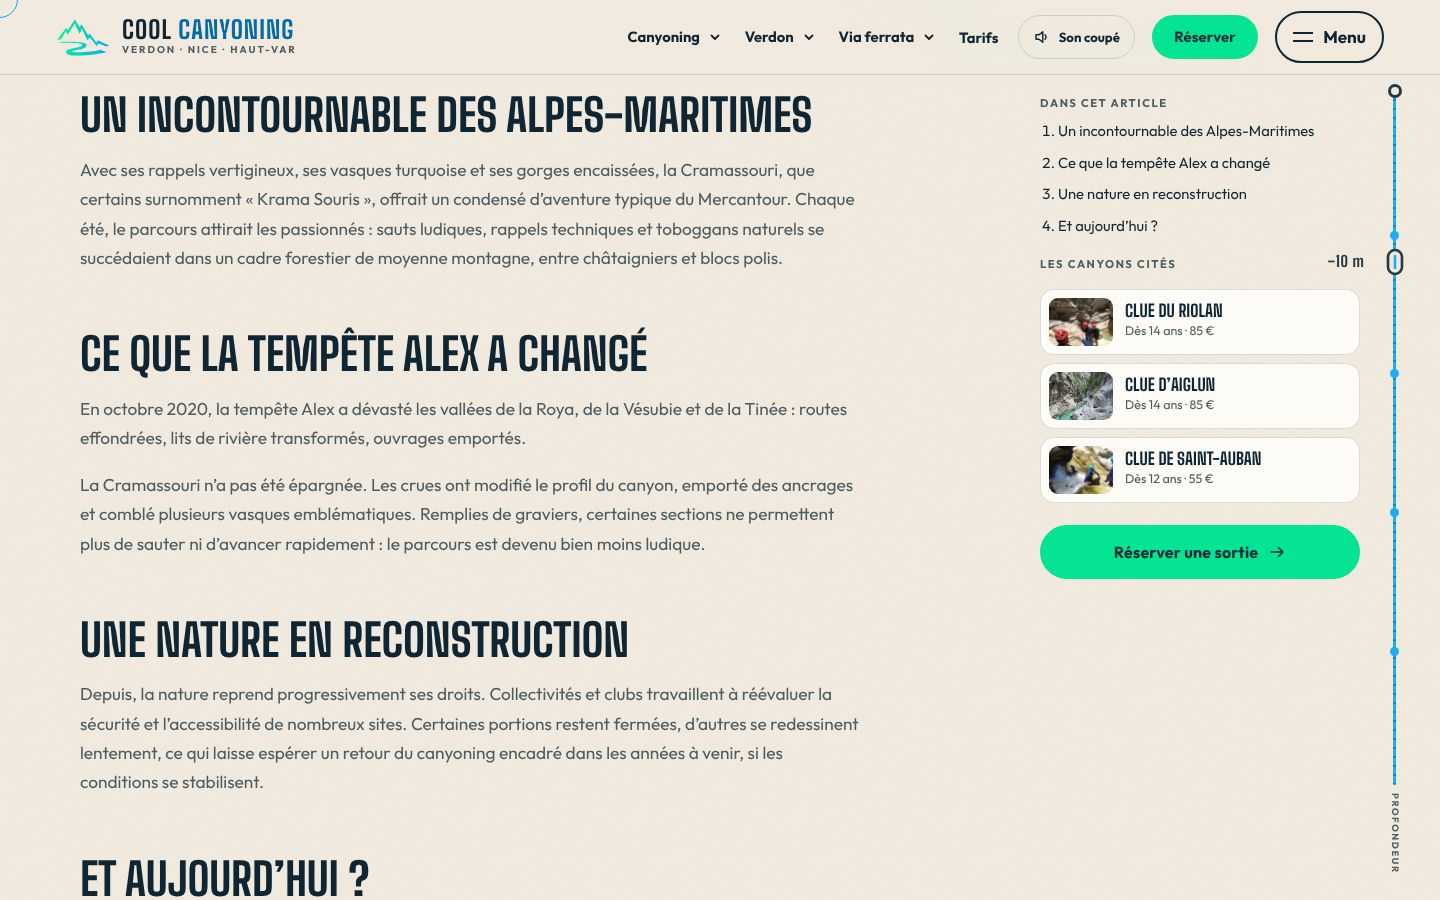 COOL CANYONING
VERDON · NICE · HAUT-VAR
Canyoning
Verdon
Via ferrata
Tarifs
Son coupé
Réserver
Menu
UN INCONTOURNABLE DES ALPES-MARITIMES
Avec ses rappels vertigineux, ses vasques turquoise et ses gorges encaissées, la Cramassouri, que
certains surnomment « Krama Souris », offrait un condensé d’aventure typique du Mercantour. Chaque
été, le parcours attirait les passionnés : sauts ludiques, rappels techniques et toboggans naturels se
succédaient dans un cadre forestier de moyenne montagne, entre châtaigniers et blocs polis.
CE QUE LA TEMPÊTE ALEX A CHANGÉ
En octobre 2020, la tempête Alex a dévasté les vallées de la Roya, de la Vésubie et de la Tinée : routes
effondrées, lits de rivière transformés, ouvrages emportés.
La Cramassouri n’a pas été épargnée. Les crues ont modifié le profil du canyon, emporté des ancrages
et comblé plusieurs vasques emblématiques. Remplies de graviers, certaines sections ne permettent
plus de sauter ni d’avancer rapidement : le parcours est devenu bien moins ludique.
UNE NATURE EN RECONSTRUCTION
Depuis, la nature reprend progressivement ses droits. Collectivités et clubs travaillent à réévaluer la
sécurité et l’accessibilité de nombreux sites. Certaines portions restent fermées, d’autres se redessinent
lentement, ce qui laisse espérer un retour du canyoning encadré dans les années à venir, si les
conditions se stabilisent.
ET AUJOURD’HUI ?
DANS CET ARTICLE
1. Un incontournable des Alpes-Maritimes
2. Ce que la tempête Alex a changé
3. Une nature en reconstruction
4. Et aujourd’hui ?
LES CANYONS CITÉS
−10 m
CLUE DU RIOLAN
Dès 14 ans · 85 €
CLUE D’AIGLUN
Dès 14 ans · 85 €
CLUE DE SAINT-AUBAN
Dès 12 ans · 55 €
Réserver une sortie →
PROFONDEUR